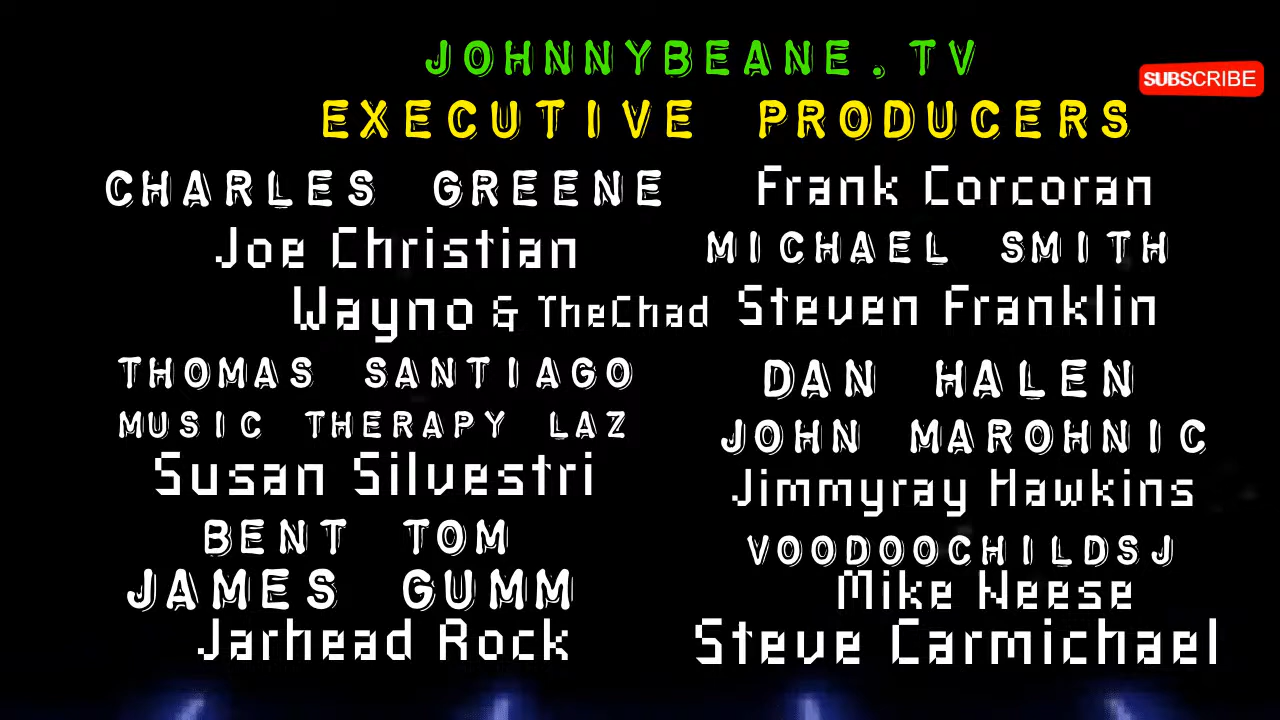 JOHNNYBEANE.TV
SUBSCRIBE
EXECUTIVE PRODUCERS
CHARLES GREENE
Frank Corcoran
Joe Christian
MICHAEL SMITH
Wayno & TheChad
Steven Franklin
THOMAS SANTIAGO
DAN HALEN
MUSIC THERAPY LAZ
JOHN MAROHNIC
Susan Silvestri
Jimmyray Hawkins
BENT TOM
VOODOOCHILDSJ
JAMES GUMM
Mike Neese
Jarhead Rock
Steve Carmichael